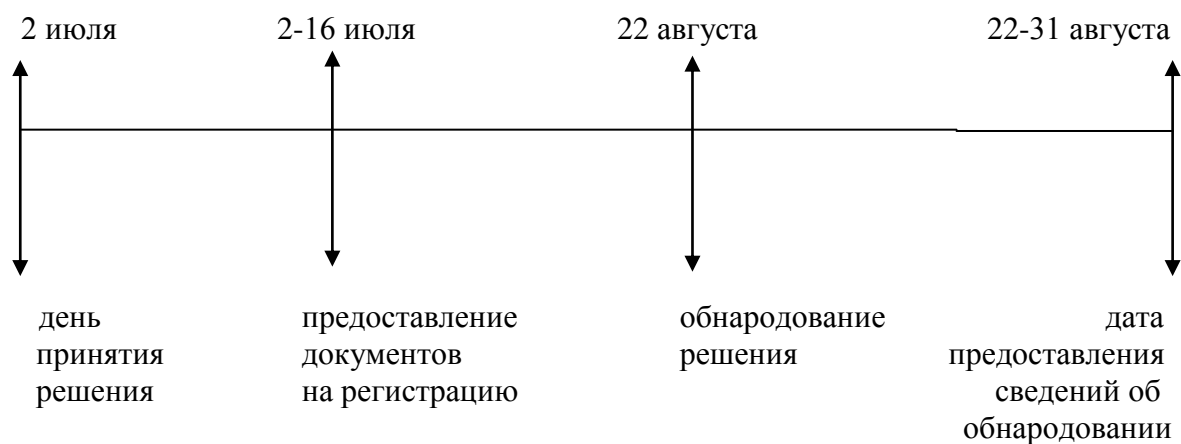 2 июля 2-16 июля 22 августа 22-31 августа
день предоставление обнародование дата
принятия документов решения предоставления
решения на регистрацию сведений об
обнародовании